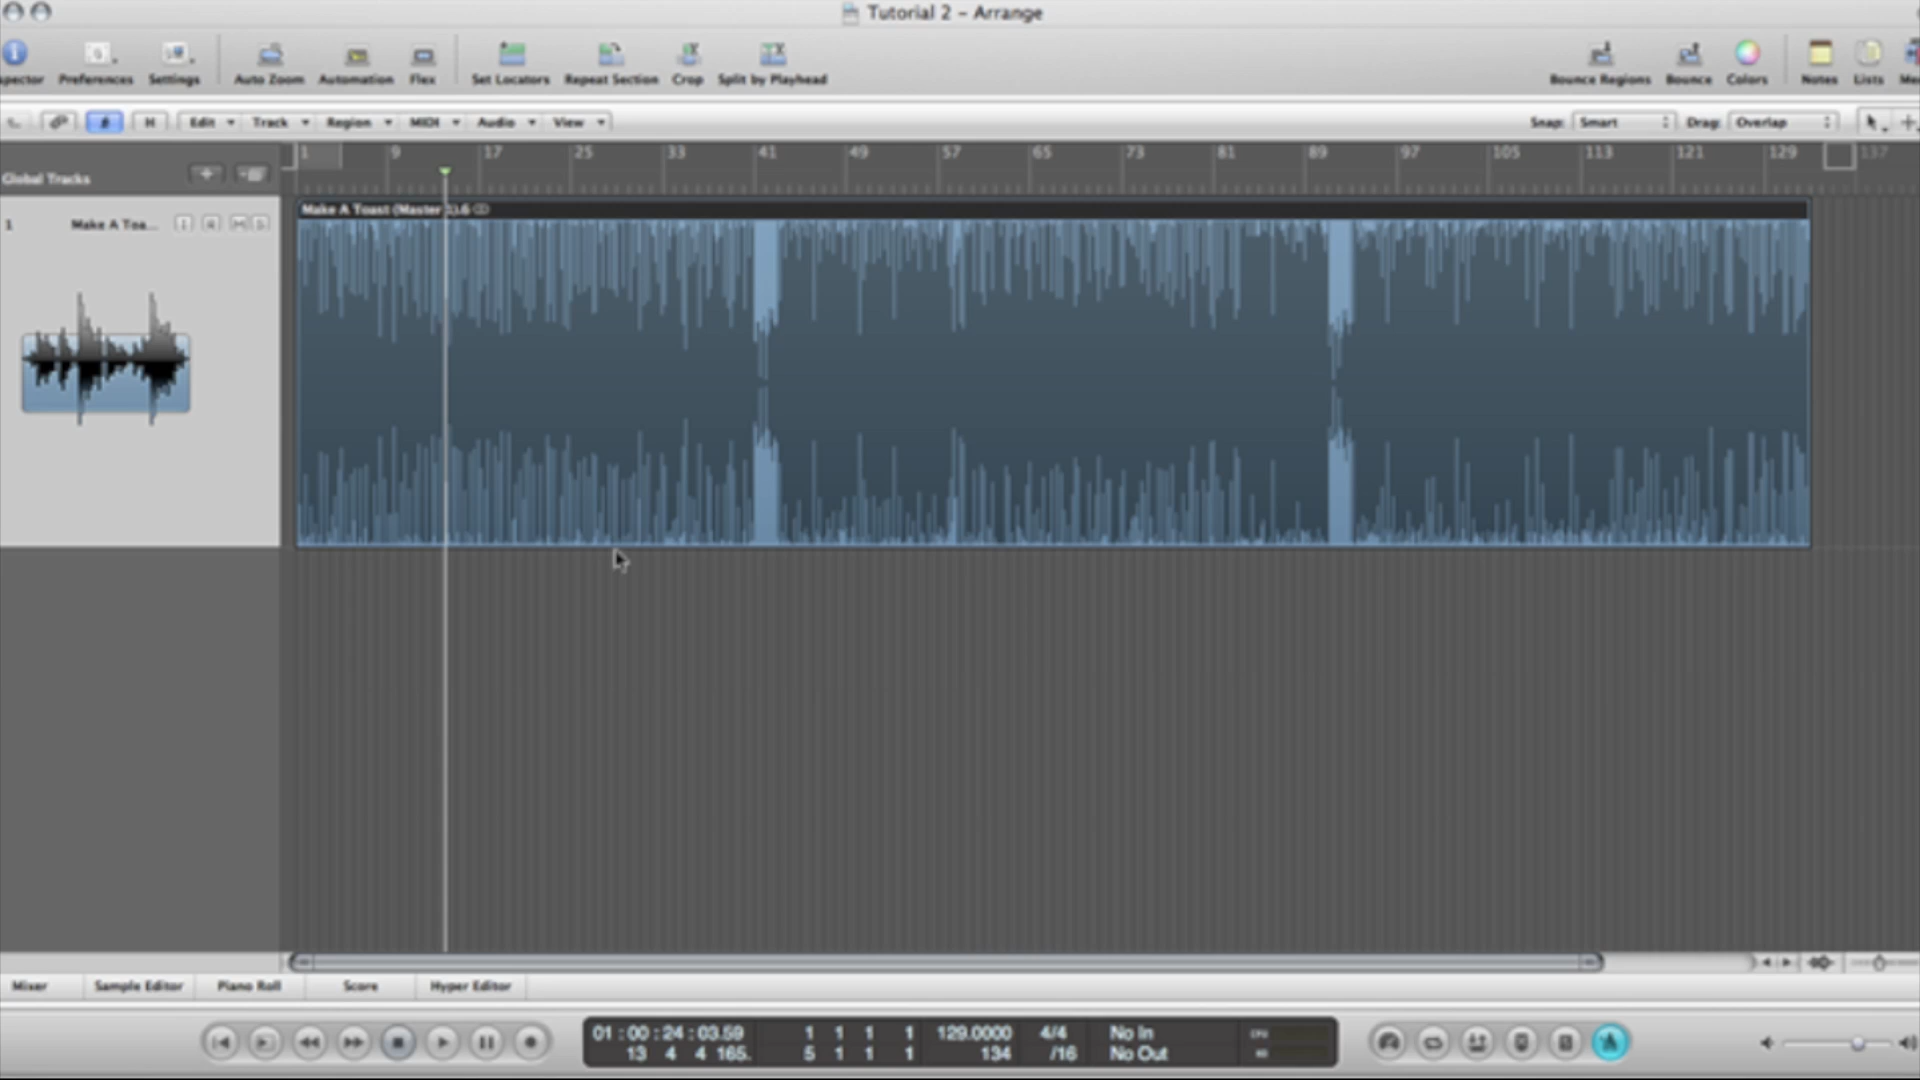 Tutorial 2 – Arrange
spector Preferences Settings Auto Zoom Automation Flex Set Locators Repeat Section Crop Split by Playhead Bounce Regions Bounce Colors Notes Lists Me
H Edit Track Region MIDI Audio View Snap: Smart Drag: Overlap
1 9 17 25 33 41 49 57 65 73 81 89 97 105 113 121 129 137
Global Tracks
Make A Toast (Master
1 Make A Toa... I R M S
Mixer Sample Editor Piano Roll Score Hyper Editor
01 : 00 : 24 : 03.59 1 1 1 1 129.0000 4/4 No In CPU
13 4 4 165. 5 1 1 1 134 /16 No Out